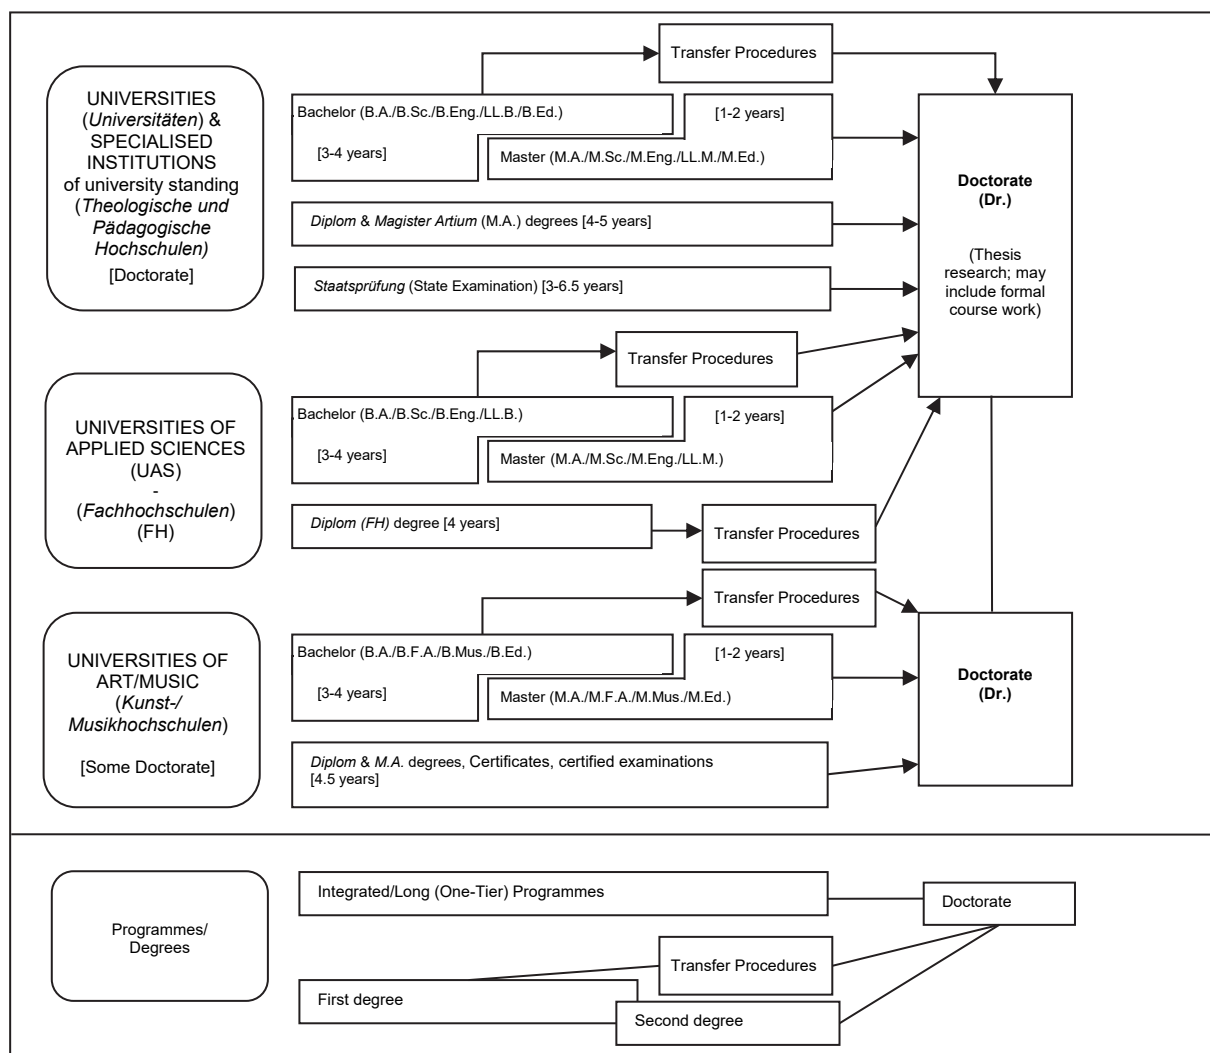 Transfer Procedures
UNIVERSITIES
(Universitäten) &
SPECIALISED
INSTITUTIONS
of university standing
(Theologische und
Pädagogische
Hochschulen)
[Doctorate]
Bachelor (B.A./B.Sc./B.Eng./LL.B./B.Ed.)
[1-2 years]
[3-4 years]
Master (M.A./M.Sc./M.Eng./LL.M./M.Ed.)
Diplom & Magister Artium (M.A.) degrees [4-5 years]
Staatsprüfung (State Examination) [3-6.5 years]
Doctorate
(Dr.)
(Thesis
research; may
include formal
course work)
Transfer Procedures
UNIVERSITIES OF
APPLIED SCIENCES
(UAS)
-
(Fachhochschulen)
(FH)
Bachelor (B.A./B.Sc./B.Eng./LL.B.)
[1-2 years]
[3-4 years]
Master (M.A./M.Sc./M.Eng./LL.M.)
Diplom (FH) degree [4 years]
Transfer Procedures
Transfer Procedures
UNIVERSITIES OF
ART/MUSIC
(Kunst-/
Musikhochschulen)
[Some Doctorate]
Bachelor (B.A./B.F.A./B.Mus./B.Ed.)
[1-2 years]
[3-4 years]
Master (M.A./M.F.A./M.Mus./M.Ed.)
Diplom & M.A. degrees, Certificates, certified examinations
[4.5 years]
Doctorate
(Dr.)
Programmes/
Degrees
Integrated/Long (One-Tier) Programmes
Doctorate
Transfer Procedures
First degree
Second degree